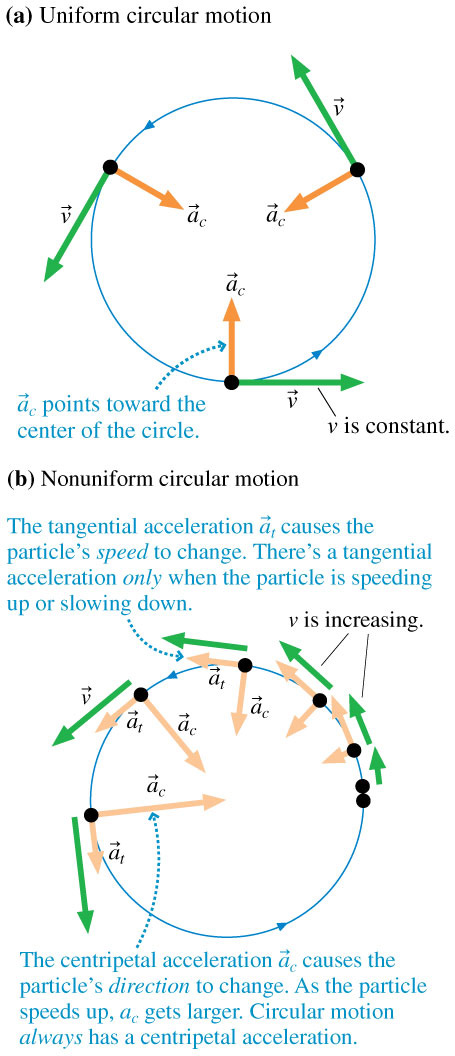 (a) Uniform circular motion
v⃗
v⃗
a⃗c
a⃗c
a⃗c
v⃗
a⃗c points toward the
center of the circle.
v is constant.
(b) Nonuniform circular motion
The tangential acceleration a⃗t causes the
particle's speed to change. There's a tangential
acceleration only when the particle is speeding
up or slowing down.
v is increasing.
v⃗
a⃗t
a⃗t
a⃗c
a⃗c
a⃗c
a⃗t
The centripetal acceleration a⃗c causes the
particle's direction to change. As the particle
speeds up, ac gets larger. Circular motion
always has a centripetal acceleration.